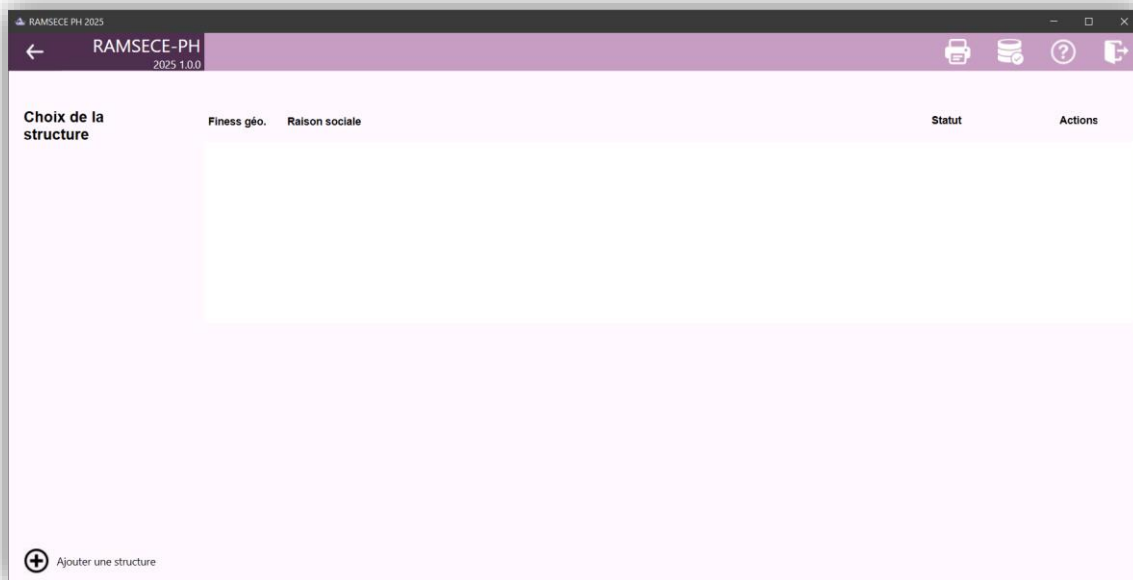 RAMSECE PH 2025
RAMSECE-PH
2025 1.0.0
Choix de la
structure
Finess géo. Raison sociale Statut Actions
Ajouter une structure